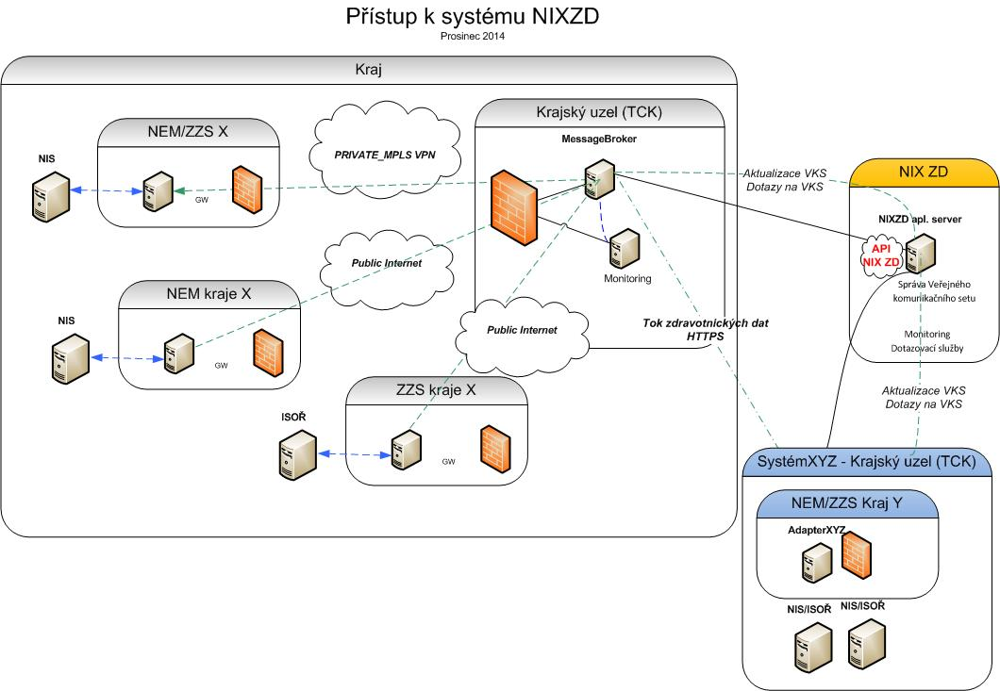 Přístup k systému NIXZD
Prosinec 2014
Kraj
NEM/ZZS X
NIS
GW
PRIVATE_MPLS VPN
Krajský uzel (TCK)
MessageBroker
Monitoring
Aktualizace VKS
Dotazy na VKS
NIX ZD
NIXZD apl. server
API
NIX ZD
Správa Veřejného
komunikačního setu
Monitoring
Dotazovací služby
Public Internet
NEM kraje X
NIS
GW
Public Internet
Tok zdravotnických dat
HTTPS
ZZS kraje X
ISOŘ
GW
Aktualizace VKS
Dotazy na VKS
SystémXYZ - Krajský uzel (TCK)
NEM/ZZS Kraj Y
AdapterXYZ
NIS/ISOŘ
NIS/ISOŘ